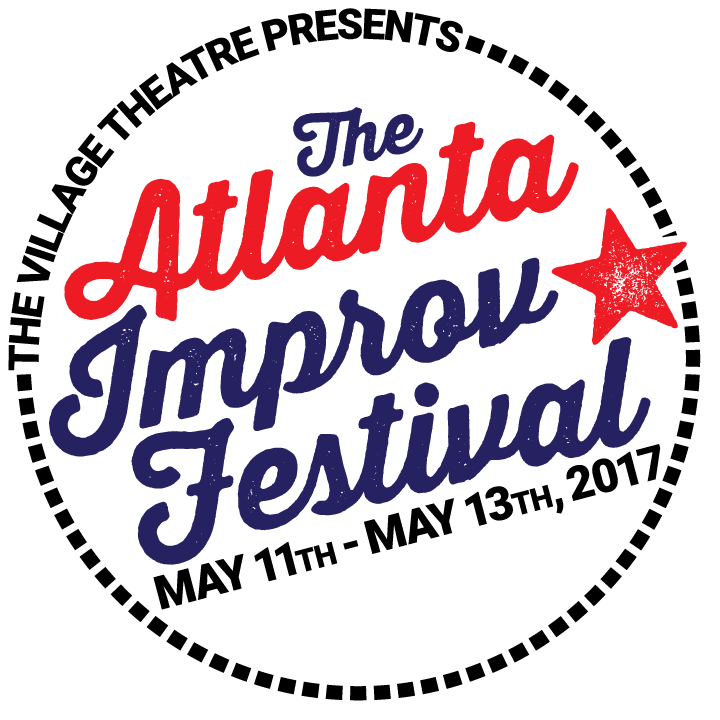 THE VILLAGE THEATRE PRESENTS
The
Atlanta
Improv
Festival
MAY 11TH - MAY 13TH, 2017